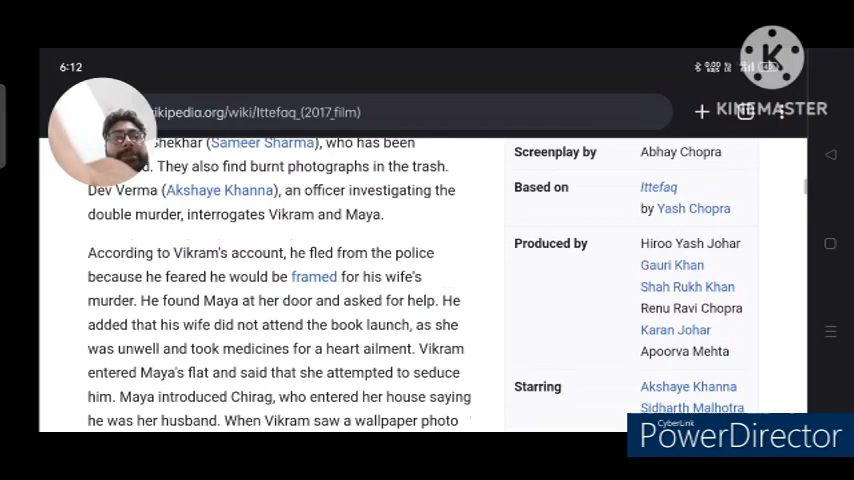 6:12
KINEMASTER
ikipedia.org/wiki/Ittefaq_(2017_film)
Shekhar (Sameer Sharma), who has been
d. They also find burnt photographs in the trash.
Dev Verma (Akshaye Khanna), an officer investigating the
double murder, interrogates Vikram and Maya.
According to Vikram's account, he fled from the police
because he feared he would be framed for his wife's
murder. He found Maya at her door and asked for help. He
added that his wife did not attend the book launch, as she
was unwell and took medicines for a heart ailment. Vikram
entered Maya's flat and said that she attempted to seduce
him. Maya introduced Chirag, who entered her house saying
he was her husband. When Vikram saw a wallpaper photo
Screenplay by Abhay Chopra
Based on Ittefaq
by Yash Chopra
Produced by Hiroo Yash Johar
Gauri Khan
Shah Rukh Khan
Renu Ravi Chopra
Karan Johar
Apoorva Mehta
Starring Akshaye Khanna
Sidharth Malhotra
CyberLink
PowerDirector